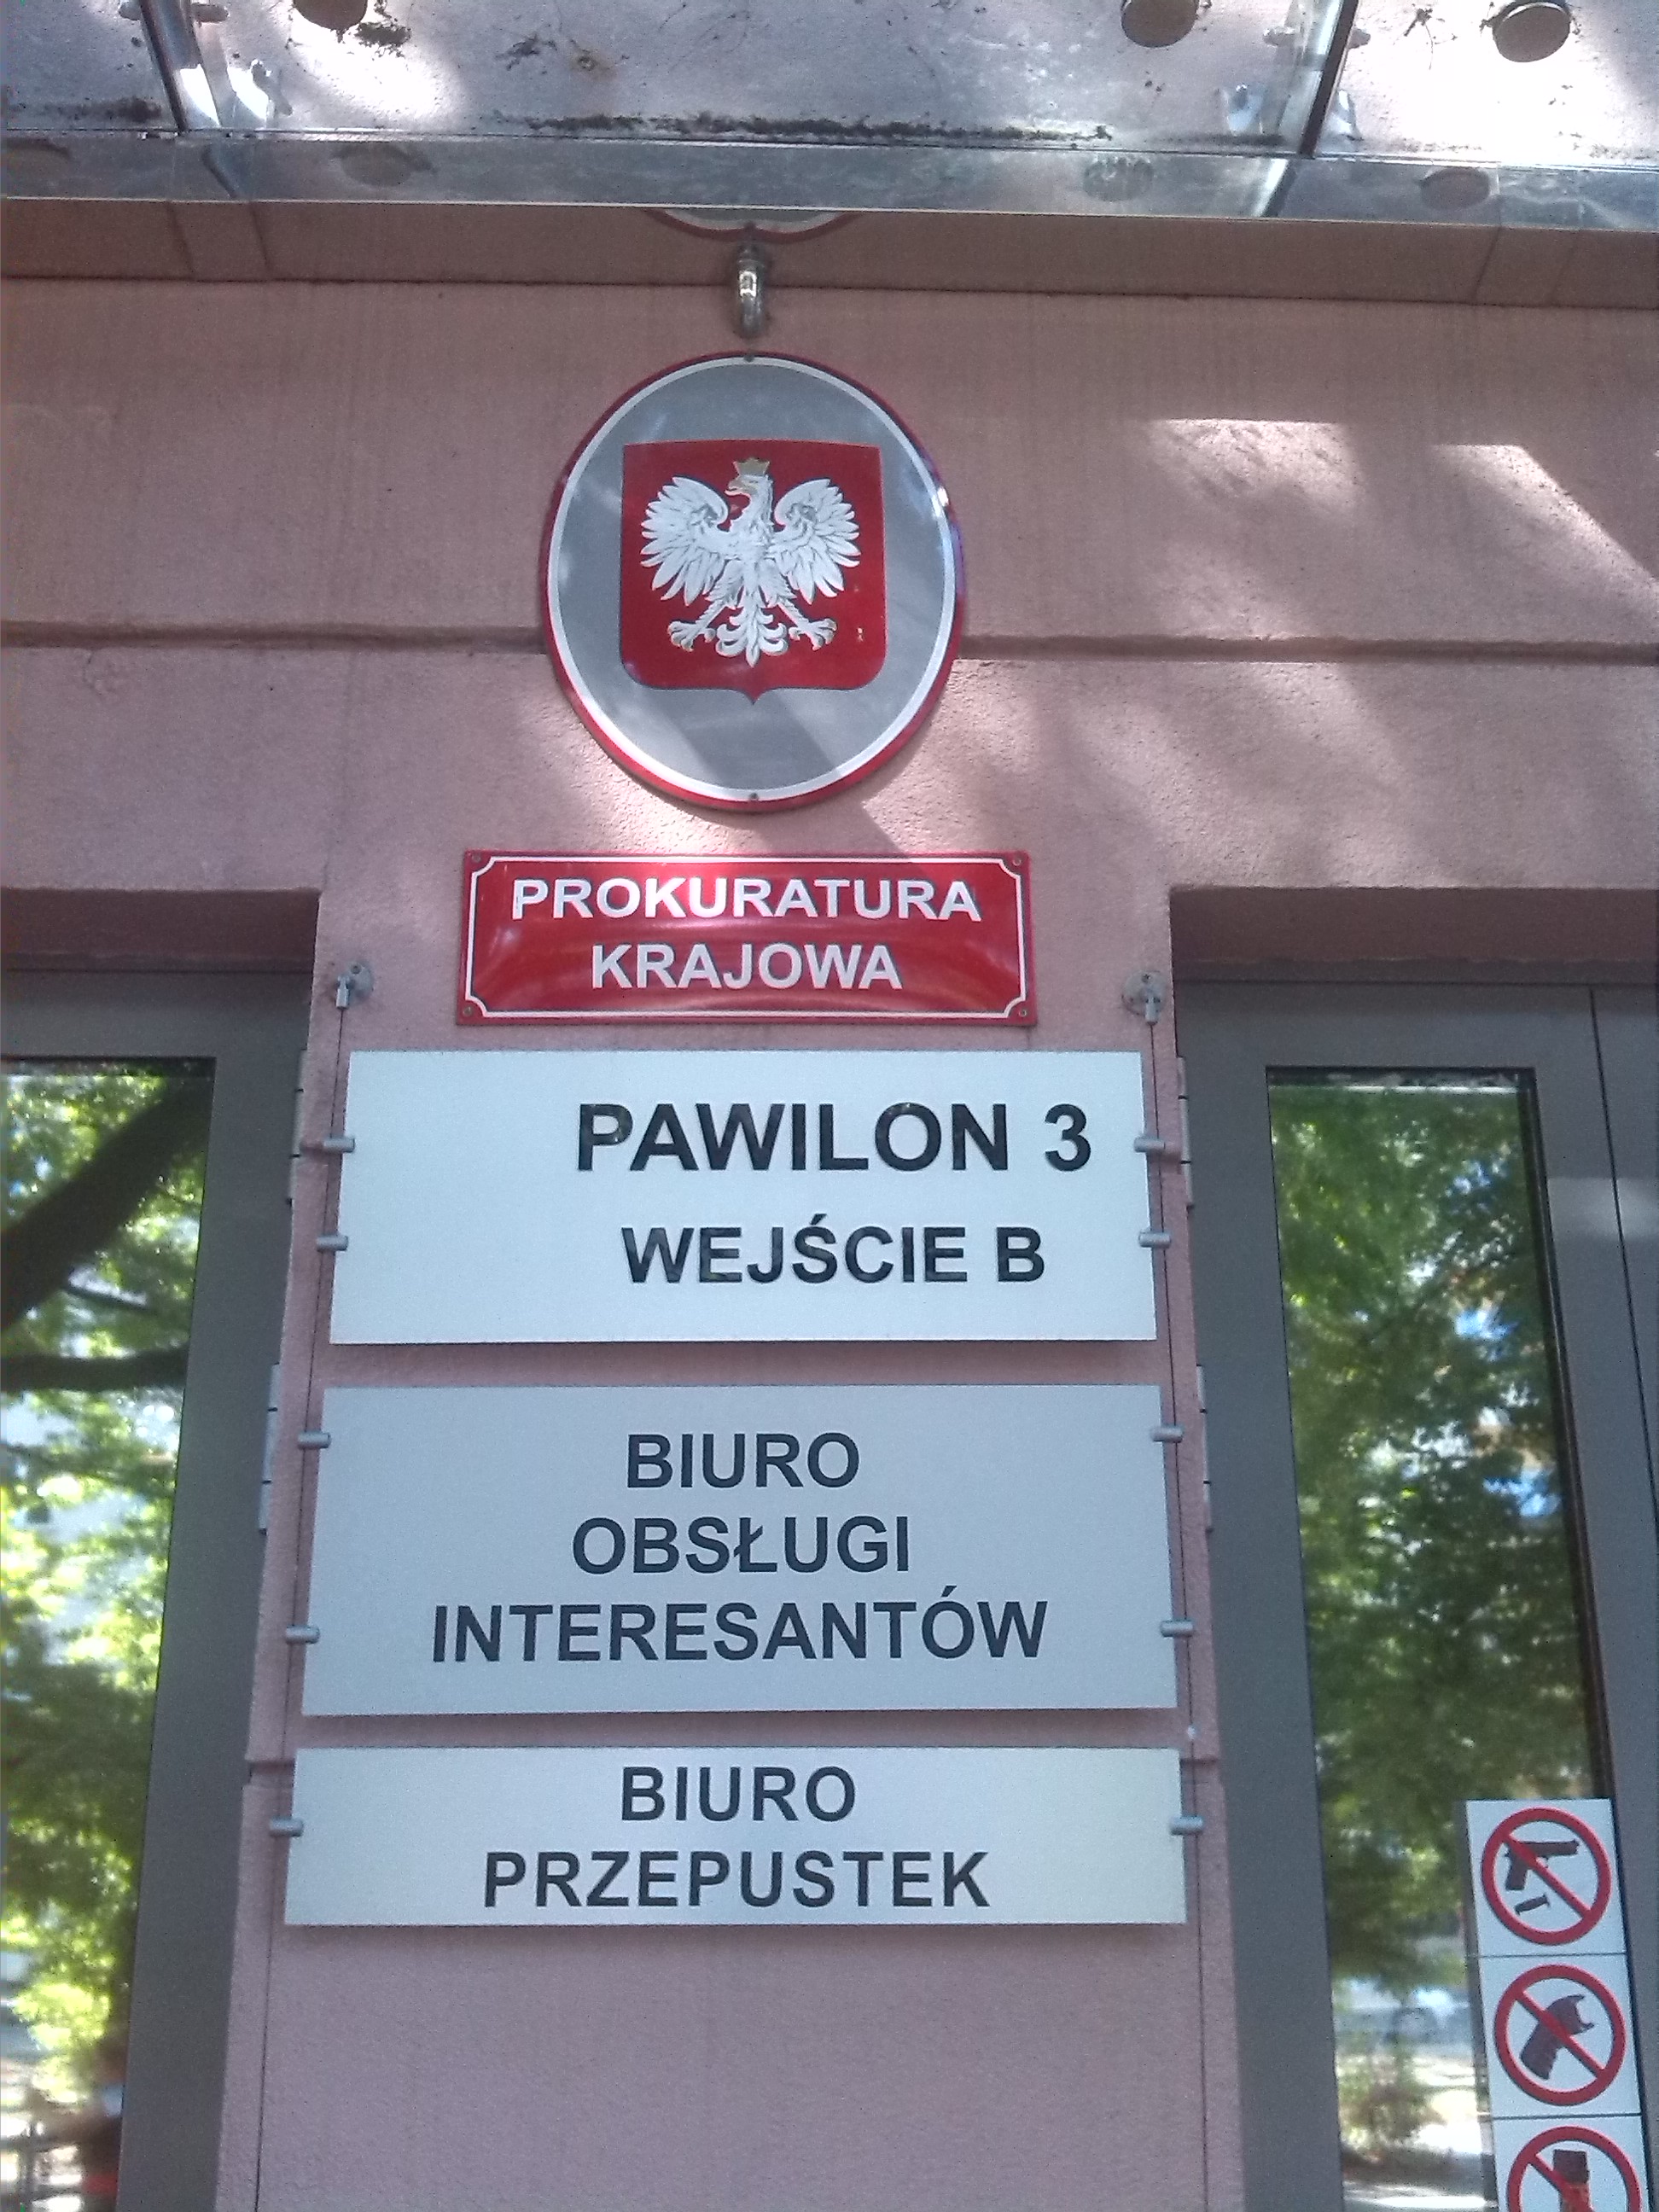 PROKURATURA
KRAJOWA
PAWILON 3
WEJŚCIE B
BIURO
OBSŁUGI
INTERESANTÓW
BIURO
PRZEPUSTEK